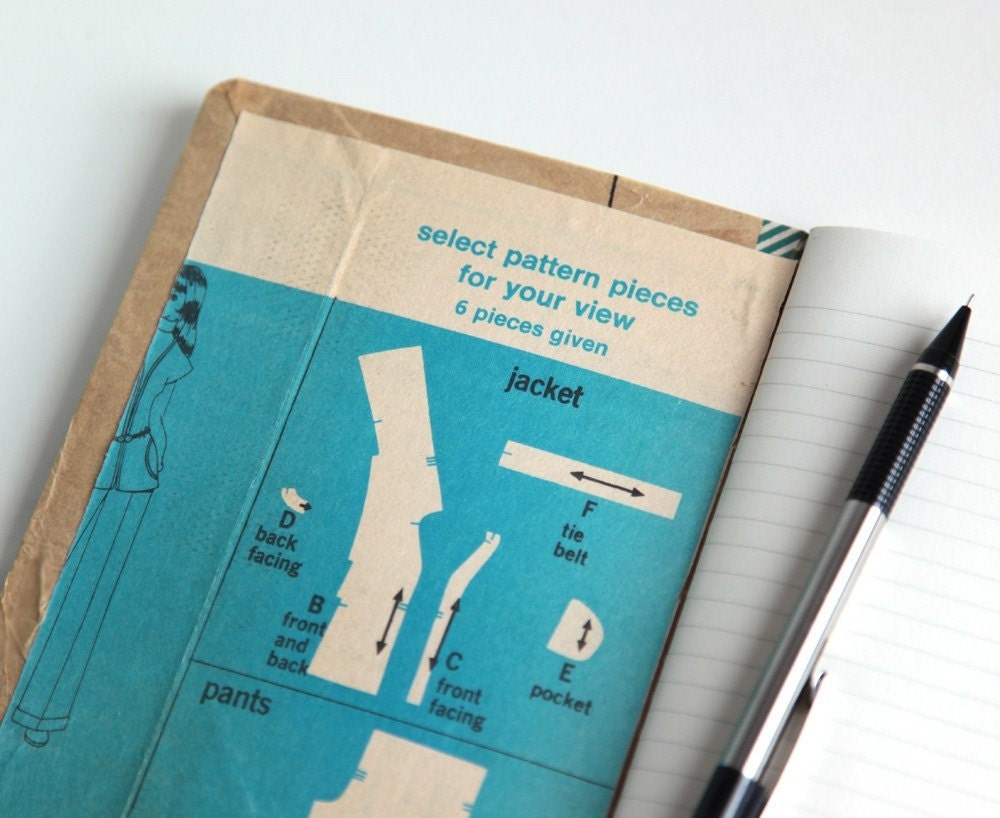 select pattern pieces
for your view
6 pieces given
jacket
F
tie
belt
D
back
facing
B
front
and
back
C
front
facing
E
pocket
pants